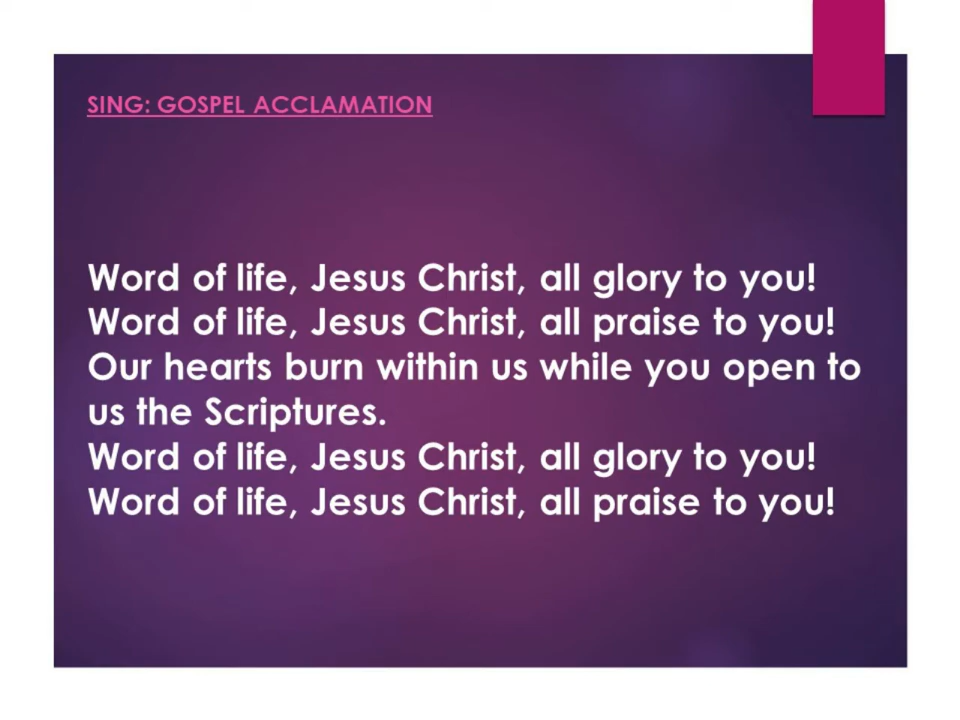 SING: GOSPEL ACCLAMATION
Word of life, Jesus Christ, all glory to you!
Word of life, Jesus Christ, all praise to you!
Our hearts burn within us while you open to
us the Scriptures.
Word of life, Jesus Christ, all glory to you!
Word of life, Jesus Christ, all praise to you!